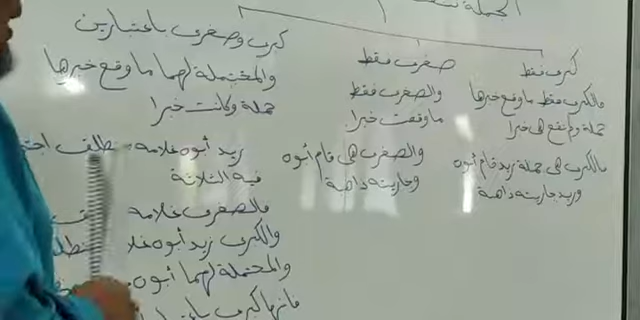 الجملة
كبرى فقط
فالكبرى فقط ما وقع خبرها
جملة ولم تقع هي خبرا
فالكبرى هي جملة زيد قام أبوه
وزيد جاريته ذاهبة
صغرى فقط
والصغرى فقط
ما وقعت خبرا
والصغرى هي قام أبوه
وجاريته ذاهبة
كبرى وصغرى باعتبارين
والمحتملة لهما ما وقع خبرها
جملة وكانت خبرا
زيد أبوه غلامه منطلق
فيه الثلاثة
فالصغرى غلامه
والكبرى زيد أبوه
والمحتملة لهما أبوه
فإنها كبرى